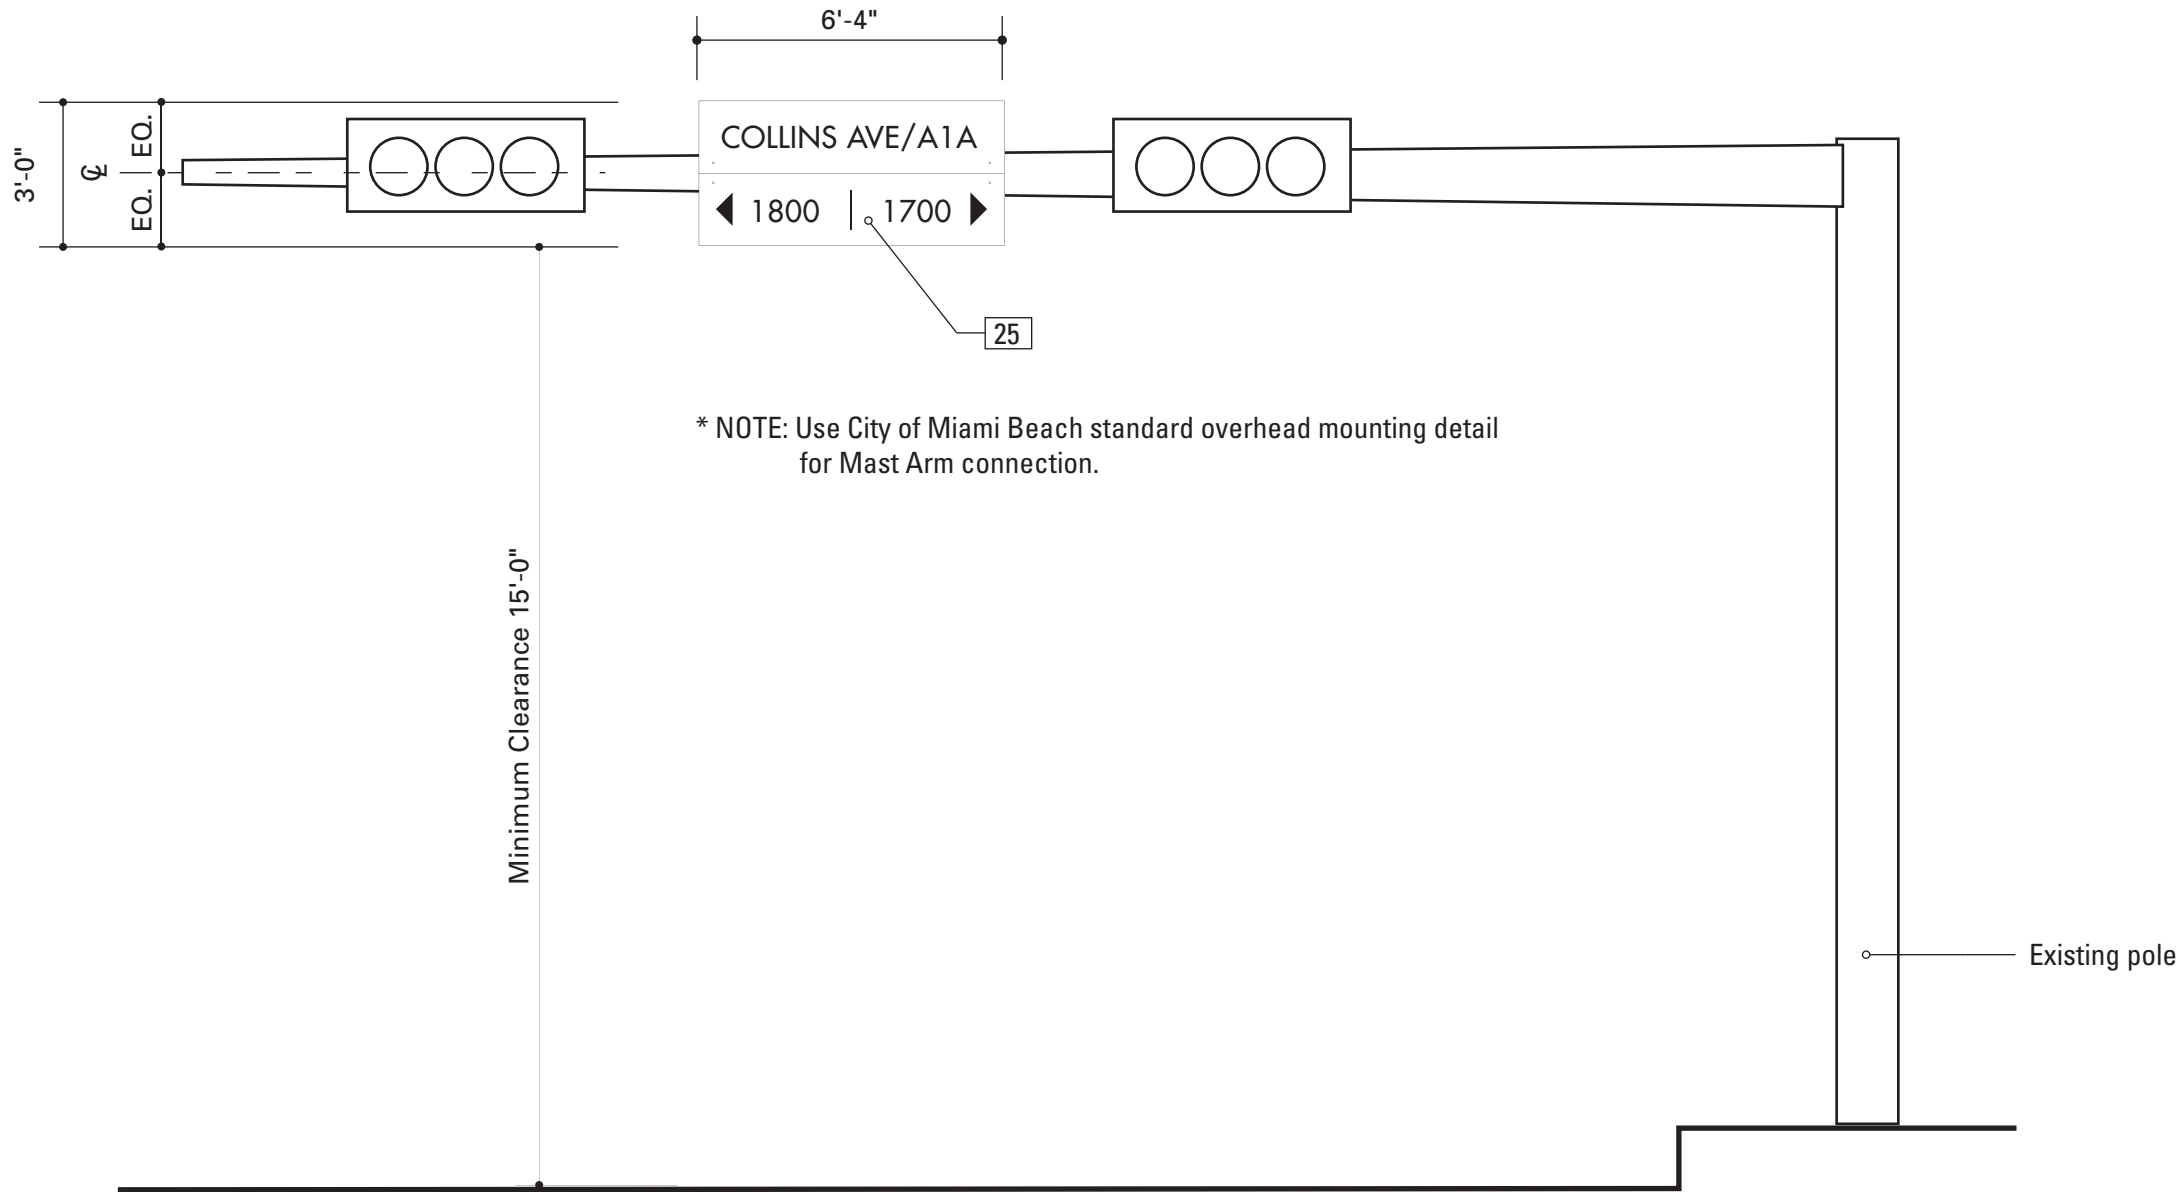 6'-4"
3'-0"
℄
EQ.
EQ.
COLLINS AVE/A1A
1800 1700
25
* NOTE: Use City of Miami Beach standard overhead mounting detail
for Mast Arm connection.
Minimum Clearance 15'-0"
Existing pole